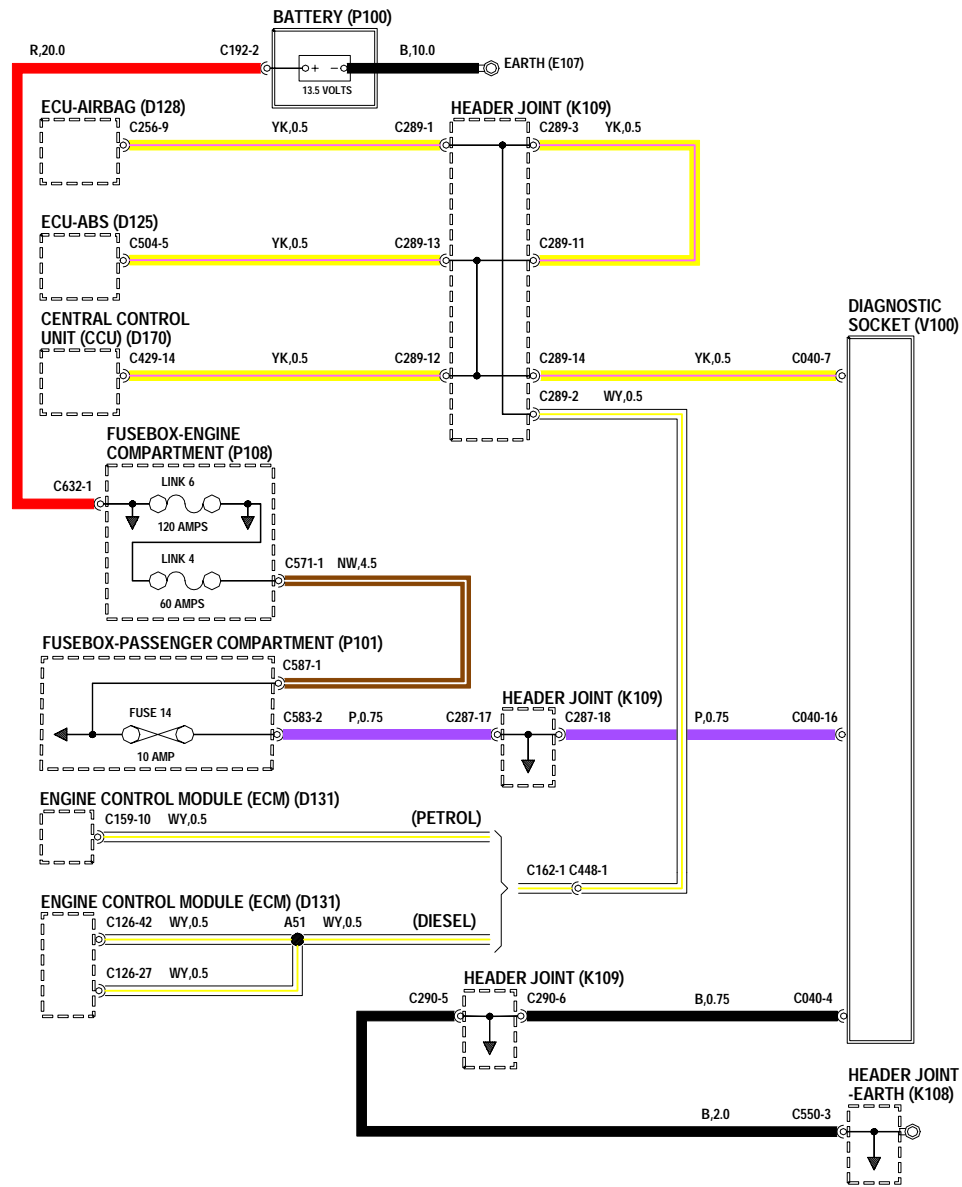 BATTERY (P100)
R,20.0
C192-2
B,10.0
EARTH (E107)
+ −
13.5 VOLTS
ECU-AIRBAG (D128)
HEADER JOINT (K109)
C256-9
YK,0.5
C289-1
C289-3
YK,0.5
ECU-ABS (D125)
C504-5
YK,0.5
C289-13
C289-11
CENTRAL CONTROL
UNIT (CCU) (D170)
DIAGNOSTIC
SOCKET (V100)
C429-14
YK,0.5
C289-12
C289-14
YK,0.5
C040-7
C289-2
WY,0.5
FUSEBOX-ENGINE
COMPARTMENT (P108)
C632-1
LINK 6
120 AMPS
LINK 4
60 AMPS
C571-1
NW,4.5
FUSEBOX-PASSENGER COMPARTMENT (P101)
C587-1
HEADER JOINT (K109)
FUSE 14
10 AMP
C583-2
P,0.75
C287-17
C287-18
P,0.75
C040-16
ENGINE CONTROL MODULE (ECM) (D131)
C159-10
WY,0.5
(PETROL)
C162-1
C448-1
ENGINE CONTROL MODULE (ECM) (D131)
C126-42
WY,0.5
A51
WY,0.5
(DIESEL)
C126-27
WY,0.5
HEADER JOINT (K109)
C290-5
C290-6
B,0.75
C040-4
HEADER JOINT
-EARTH (K108)
B,2.0
C550-3